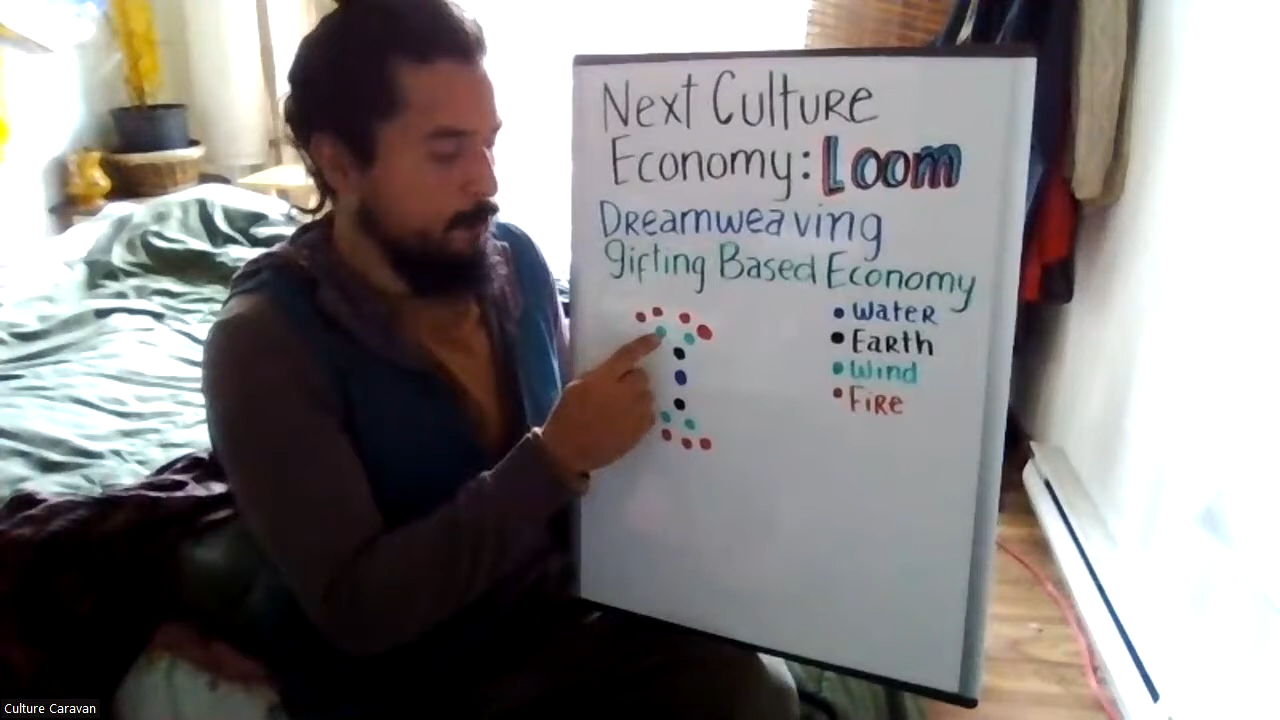 Next Culture
Economy: Loom
Dreamweaving
gifting Based Economy
• Water
• Earth
• Wind
• Fire
Culture Caravan